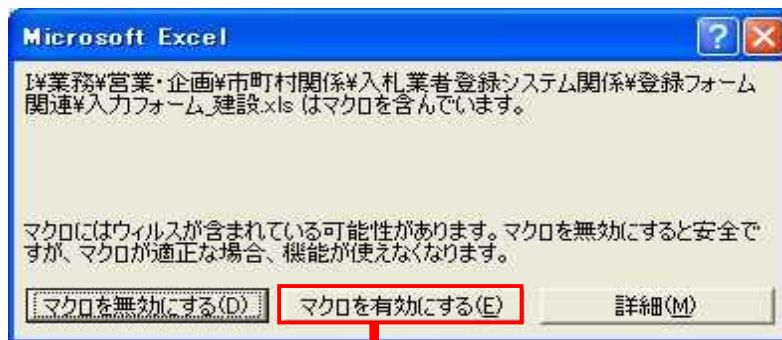 Microsoft Excel
I¥業務¥営業・企画¥市町村関係¥入札業者登録システム関係¥登録フォーム
関連¥入力フォーム_建設.xls はマクロを含んでいます。
マクロにはウィルスが含まれている可能性があります。マクロを無効にすると安全で
すが、マクロが適正な場合、機能が使えなくなります。
マクロを無効にする(D) マクロを有効にする(E) 詳細(M)